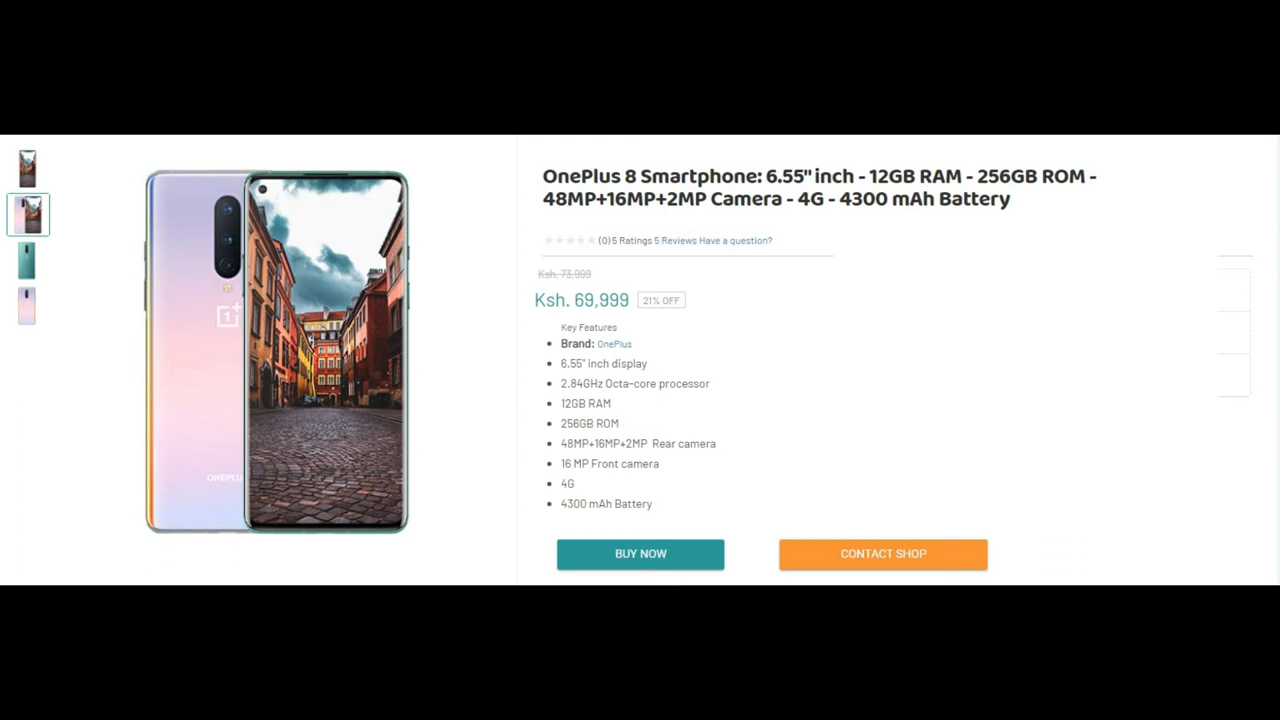 OnePlus 8 Smartphone: 6.55" inch - 12GB RAM - 256GB ROM -
48MP+16MP+2MP Camera - 4G - 4300 mAh Battery
(0) 5 Ratings 5 Reviews Have a question?
Ksh. 73,999
Ksh. 69,999 21% OFF
Key Features
Brand: OnePlus
6.55" inch display
2.84GHz Octa-core processor
12GB RAM
256GB ROM
48MP+16MP+2MP Rear camera
16 MP Front camera
4G
4300 mAh Battery
BUY NOW
CONTACT SHOP
1+
ONEPLU